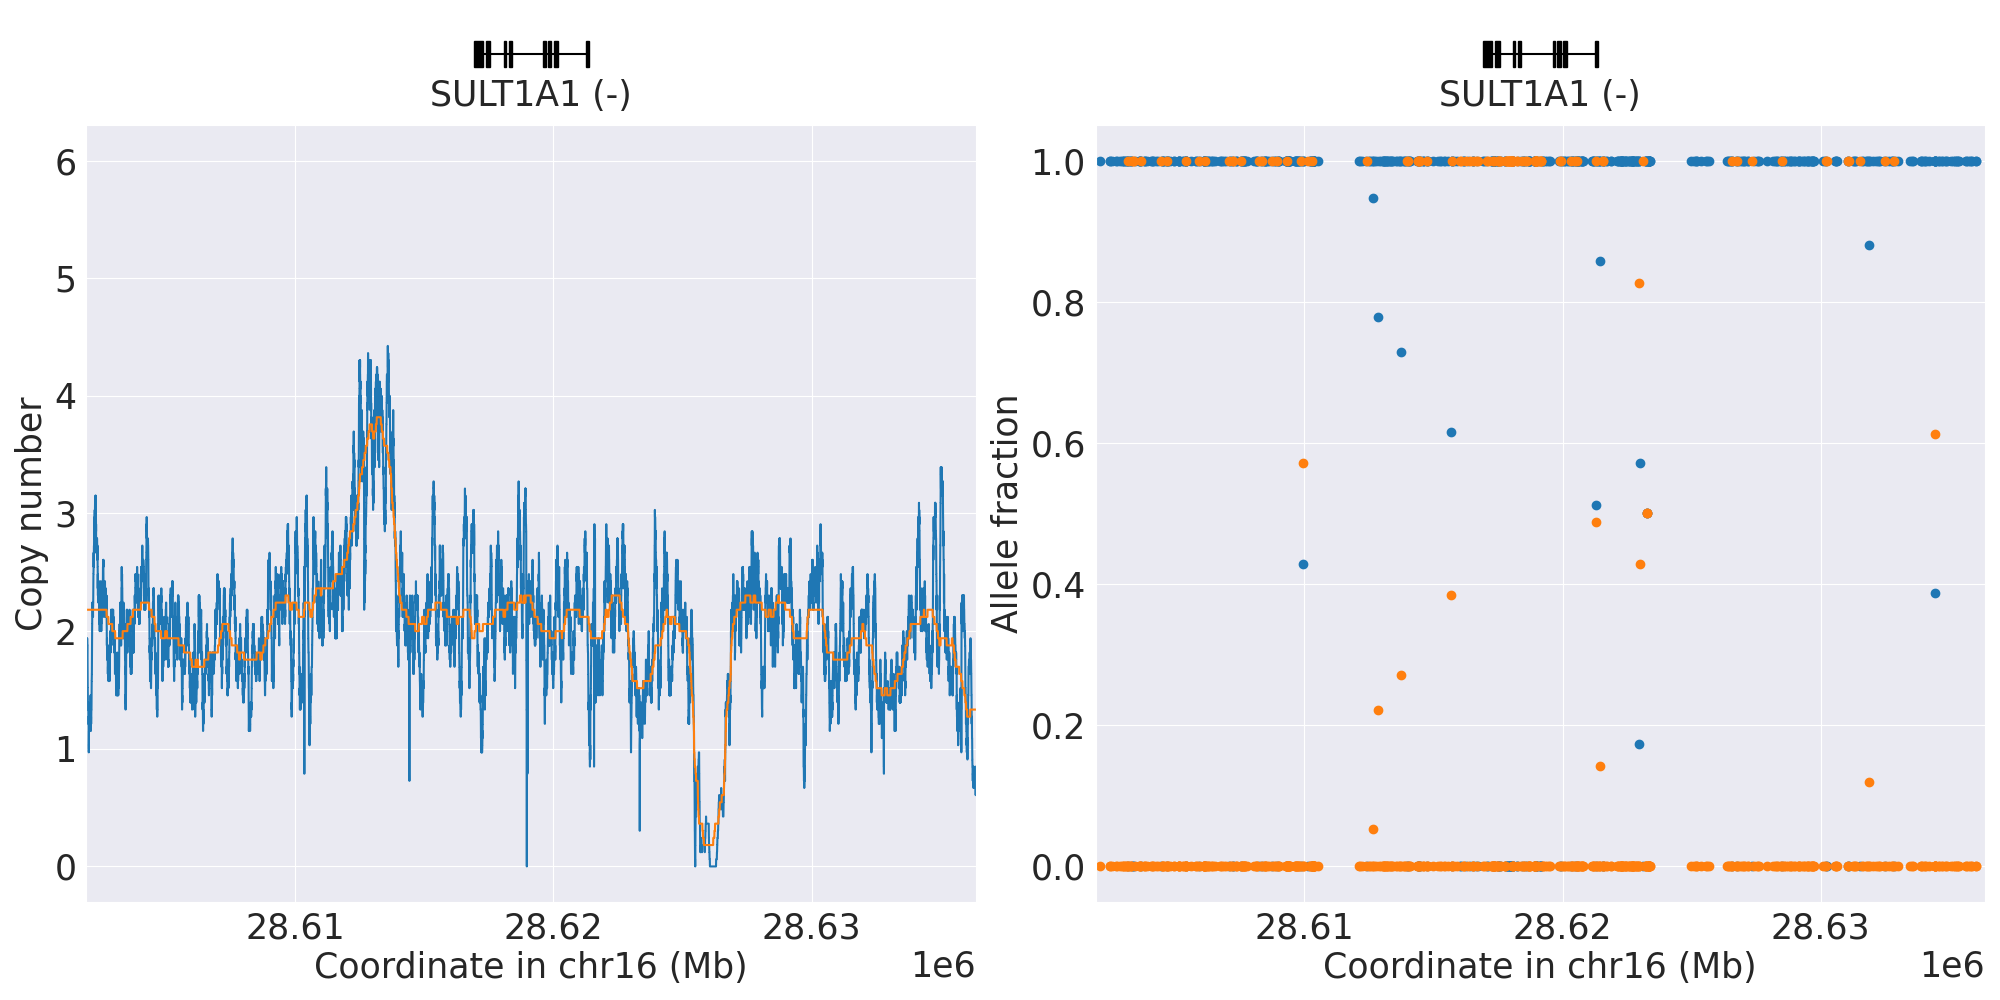 SULT1A1 (-)
6
5
4
3
2
1
0
Copy number
28.61
28.62
28.63
Coordinate in chr16 (Mb)
1e6
SULT1A1 (-)
1.0
0.8
0.6
0.4
0.2
0.0
Allele fraction
28.61
28.62
28.63
Coordinate in chr16 (Mb)
1e6